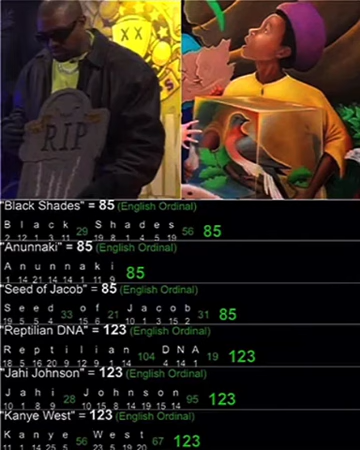 XX
RIP
"Black Shades" = 85 (English Ordinal)
B l a c k 29 S h a d e s 56 85
2 12 1 3 11 19 8 1 4 5 19
"Anunnaki" = 85 (English Ordinal)
A n u n n a k i 85
1 14 21 14 14 1 11 9
"Seed of Jacob" = 85 (English Ordinal)
S e e d 33 o f 21 J a c o b 31 85
19 5 5 4 15 6 10 1 3 15 2
"Reptilian DNA" = 123 (English Ordinal)
R e p t i l i a n 104 D N A 19 123
18 5 16 20 9 12 9 1 14 4 14 1
"Jahi Johnson" = 123 (English Ordinal)
J a h i 28 J o h n s o n 95 123
10 1 8 9 10 15 8 14 19 15 14
"Kanye West" = 123 (English Ordinal)
K a n y e 56 W e s t 67 123
11 1 14 25 5 23 5 19 20